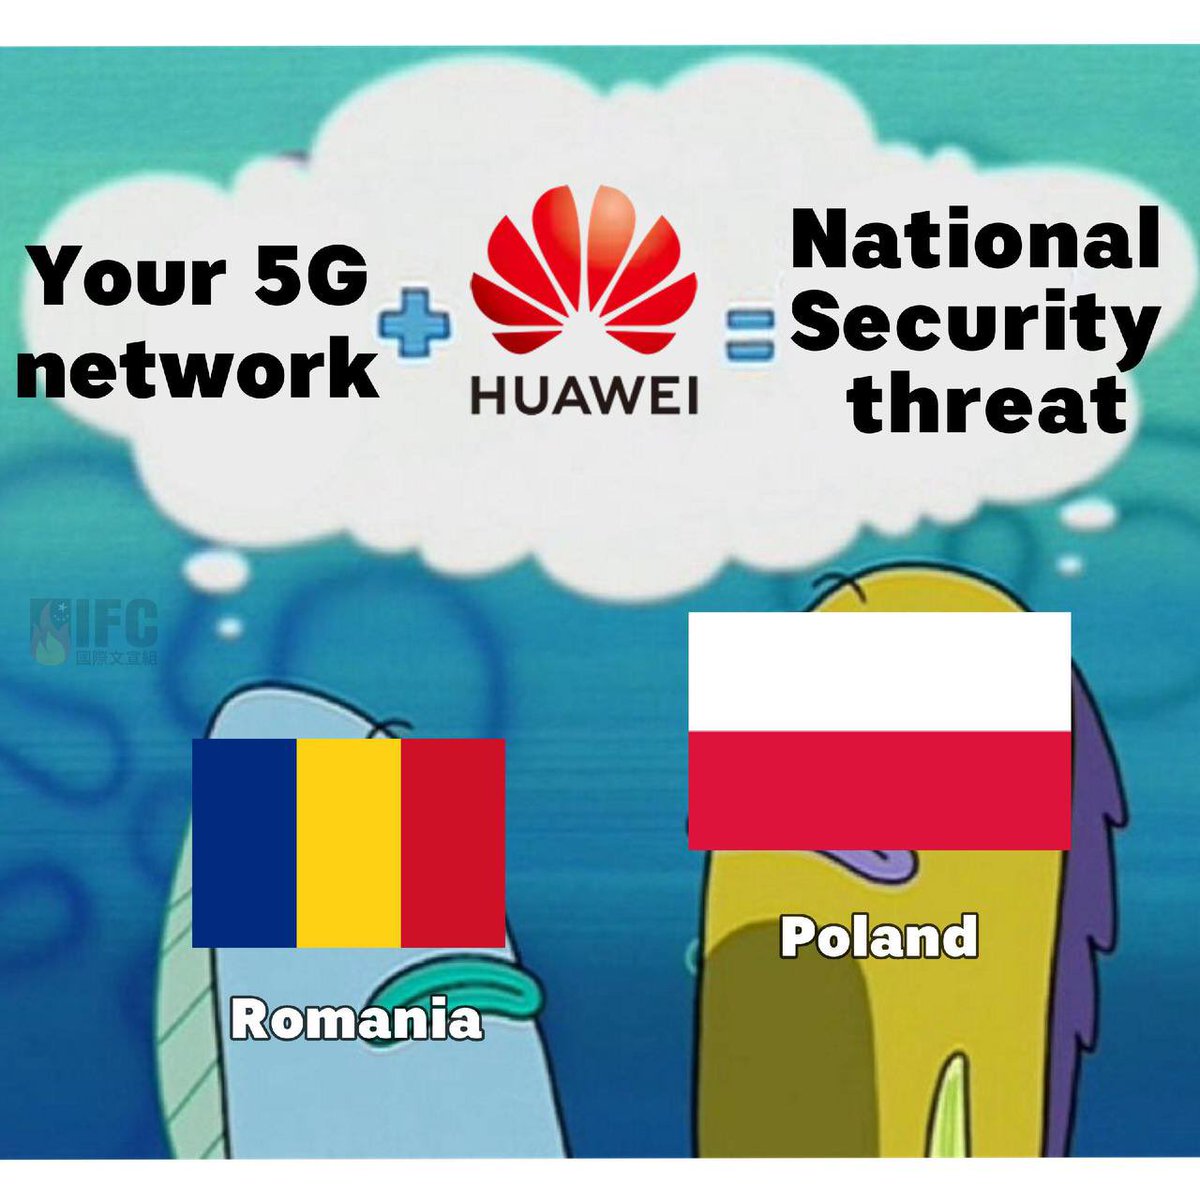 Your 5G
network
HUAWEI
National
Security
threat
IFC
國際文宣組
Poland
Romania